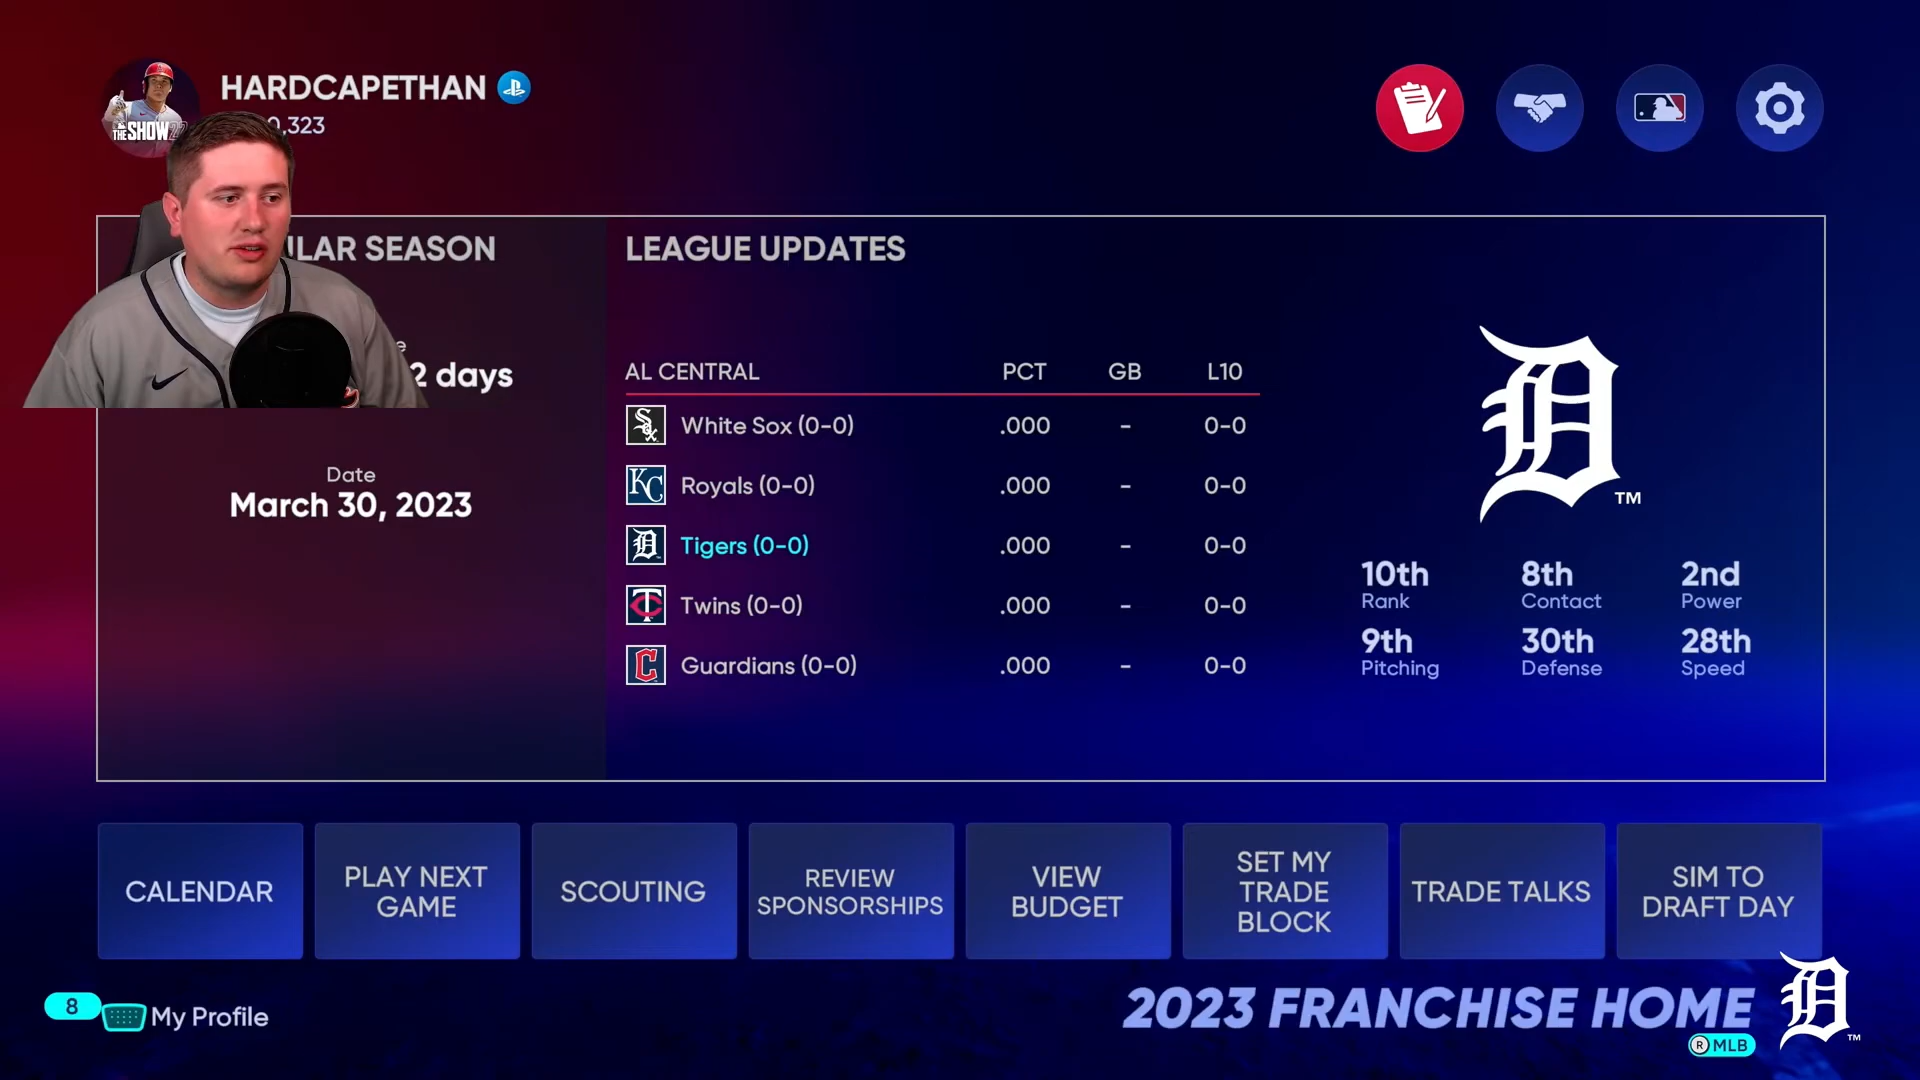 HARDCAPETHAN
0,323
THE SHOW
ULAR SEASON
2 days
Date
March 30, 2023
LEAGUE UPDATES
AL CENTRAL PCT GB L10
White Sox (0-0) .000 - 0-0
Royals (0-0) .000 - 0-0
Tigers (0-0) .000 - 0-0
Twins (0-0) .000 - 0-0
Guardians (0-0) .000 - 0-0
TM
10th 8th 2nd
Rank Contact Power
9th 30th 28th
Pitching Defense Speed
CALENDAR
PLAY NEXT
GAME
SCOUTING
REVIEW
SPONSORSHIPS
VIEW
BUDGET
SET MY
TRADE
BLOCK
TRADE TALKS
SIM TO
DRAFT DAY
8 My Profile
2023 FRANCHISE HOME
R MLB
TM